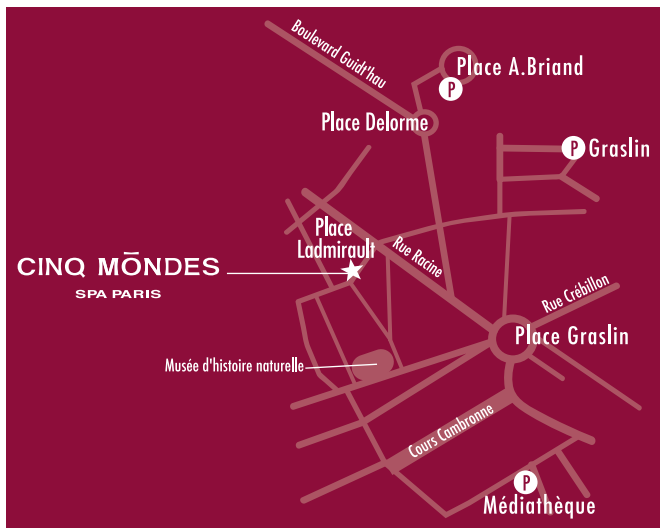 Boulevard Guidt'hau
Place A.Briand
P
Place Delorme
P Graslin
Place
Ladmirault
CINQ MŌNDES
SPA PARIS
Rue Racine
Rue Crébillon
Place Graslin
Musée d'histoire naturelle
Cours Cambronne
P
Médiathèque